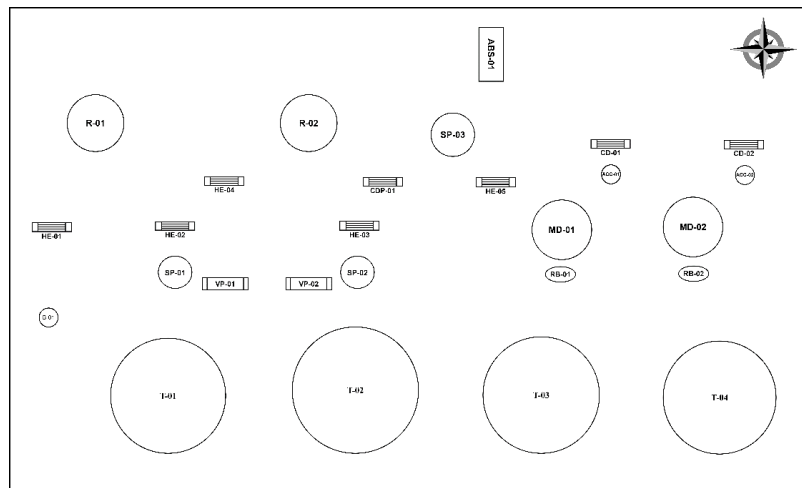 ABS-01
R-01
R-02
SP-03
CD-01
CD-02
ACC-01
ACC-02
HE-04
CDP-01
HE-05
HE-01
HE-02
HE-03
MD-01
MD-02
SP-01
VP-01
VP-02
SP-02
RB-01
RB-02
T-01
T-02
T-03
T-04